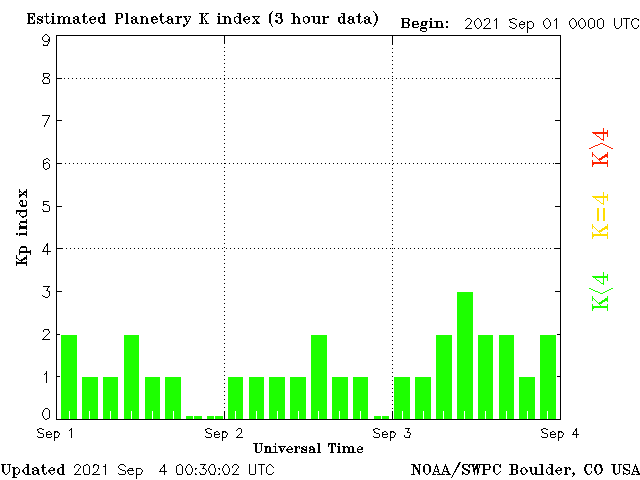 Estimated Planetary K index (3 hour data)
Begin: 2021 Sep 01 0000 UTC
9
8
7
6
5
4
3
2
1
0
Kp index
K>4
K=4
K<4
Sep 1 Sep 2 Sep 3 Sep 4
Universal Time
Updated 2021 Sep 4 00:30:02 UTC
NOAA/SWPC Boulder, CO USA